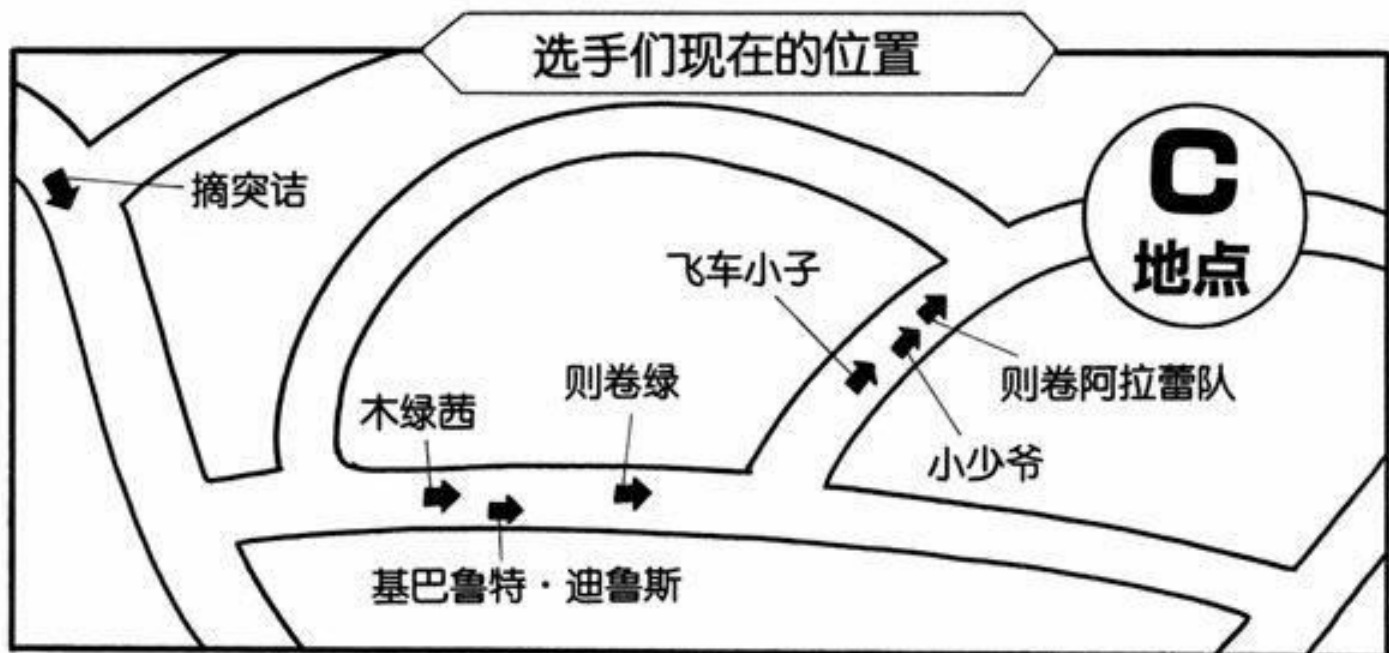 选手们现在的位置
C
地点
摘突诘
飞车小子
则卷阿拉蕾队
则卷绿
木绿茜
小少爷
基巴鲁特·迪鲁斯